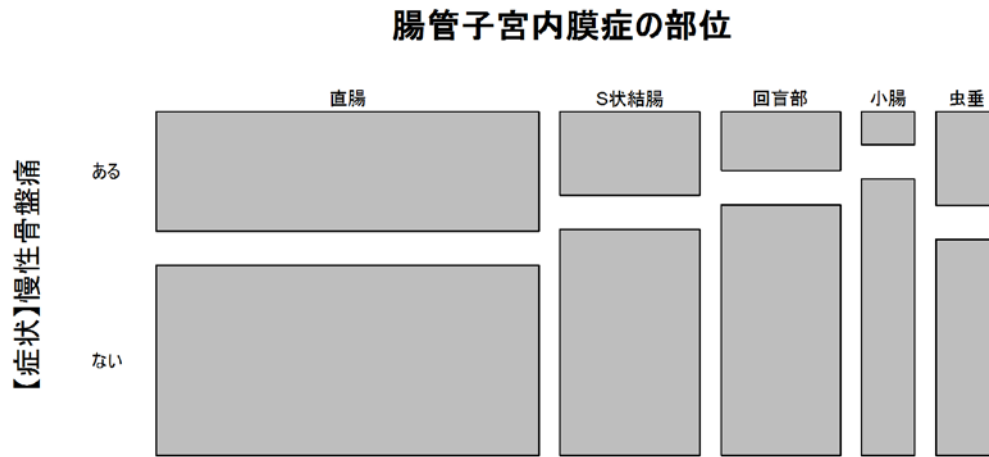 腸管子宮内膜症の部位
直腸
S状結腸
回盲部
小腸
虫垂
【症状】慢性骨盤痛
ある
ない